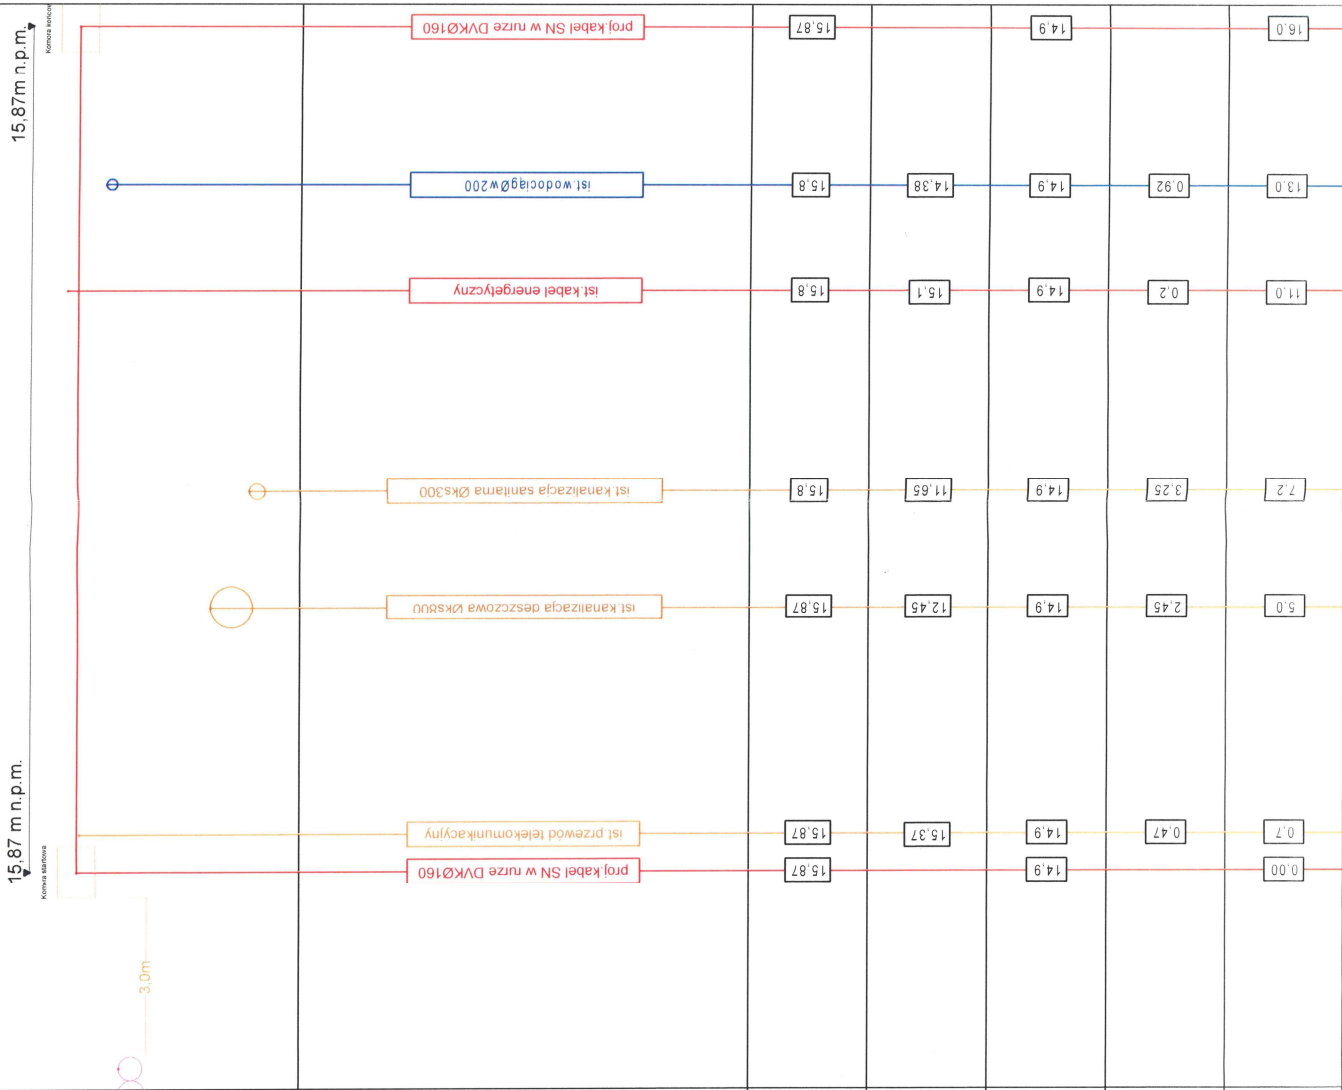 15,87m n.p.m.
Komora końcow
proj.kabel SN w rurze DVKØ160
15,87
14,9
16.0
ist.wodociągØw200
15,8
14,38
14,9
0,92
13.0
ist.kabel energetyczny
15,8
15,1
14,9
0,2
11.0
ist.kanalizacja sanitarna Øks300
15,8
11,65
14,9
3,25
7.2
ist.kanalizacja deszczowa Øks800
15,87
12,45
14,9
2,45
5.0
ist.przewód telekomunikacyjny
15,87
15,37
14,9
0,47
0.7
15,87 m n.p.m.
Komora startowa
proj.kabel SN w rurze DVKØ160
15,87
14,9
0,00
3,0m